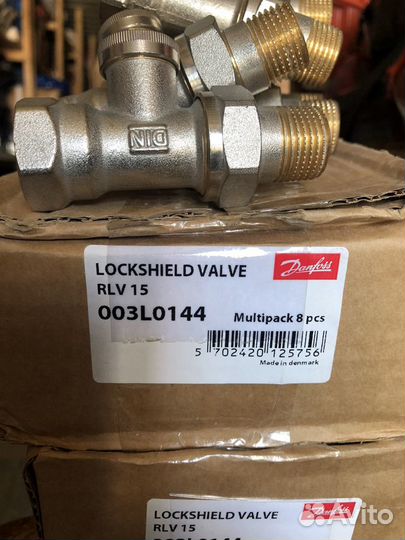 DIN
LOCKSHIELD VALVE
Danfoss
RLV 15
003L0144
Multipack 8 pcs
5 702420 125756
Made in denmark
LOCKSHIELD VALVE
RLV 15
003L0144
Avito